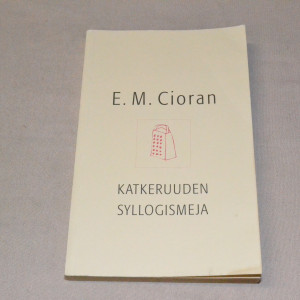 E. M. Cioran
KATKERUUDEN
SYLLOGISMEJA